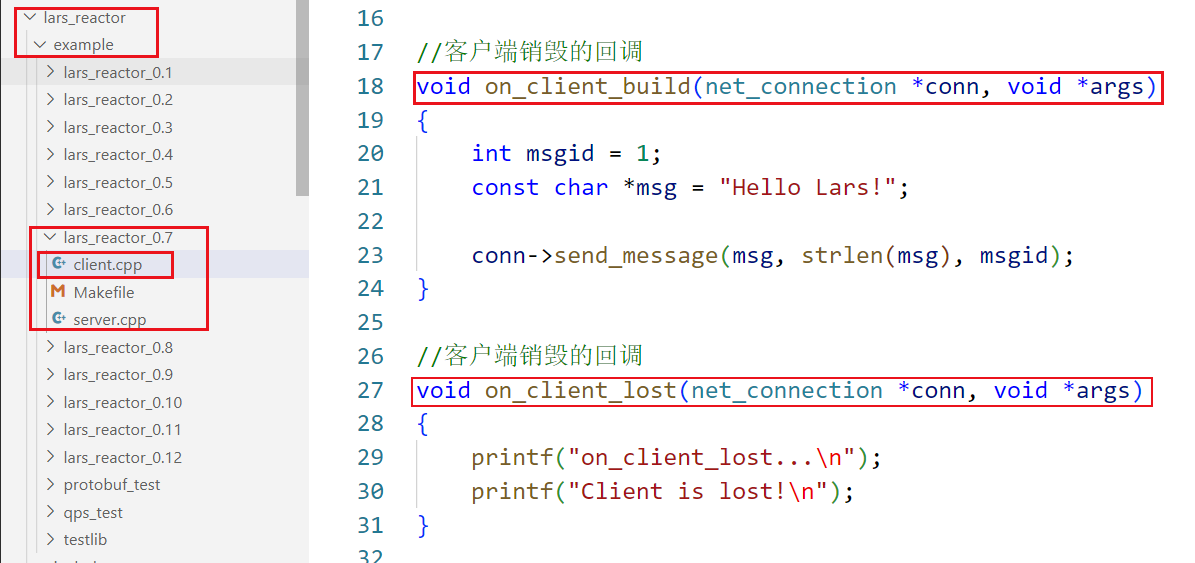 lars_reactor
example
lars_reactor_0.1
lars_reactor_0.2
lars_reactor_0.3
lars_reactor_0.4
lars_reactor_0.5
lars_reactor_0.6
lars_reactor_0.7
client.cpp
M Makefile
server.cpp
lars_reactor_0.8
lars_reactor_0.9
lars_reactor_0.10
lars_reactor_0.11
lars_reactor_0.12
protobuf_test
qps_test
testlib
16
17 //客户端销毁的回调
18 void on_client_build(net_connection *conn, void *args)
19 {
20 int msgid = 1;
21 const char *msg = "Hello Lars!";
22
23 conn->send_message(msg, strlen(msg), msgid);
24 }
25
26 //客户端销毁的回调
27 void on_client_lost(net_connection *conn, void *args)
28 {
29 printf("on_client_lost...\n");
30 printf("Client is lost!\n");
31 }
32